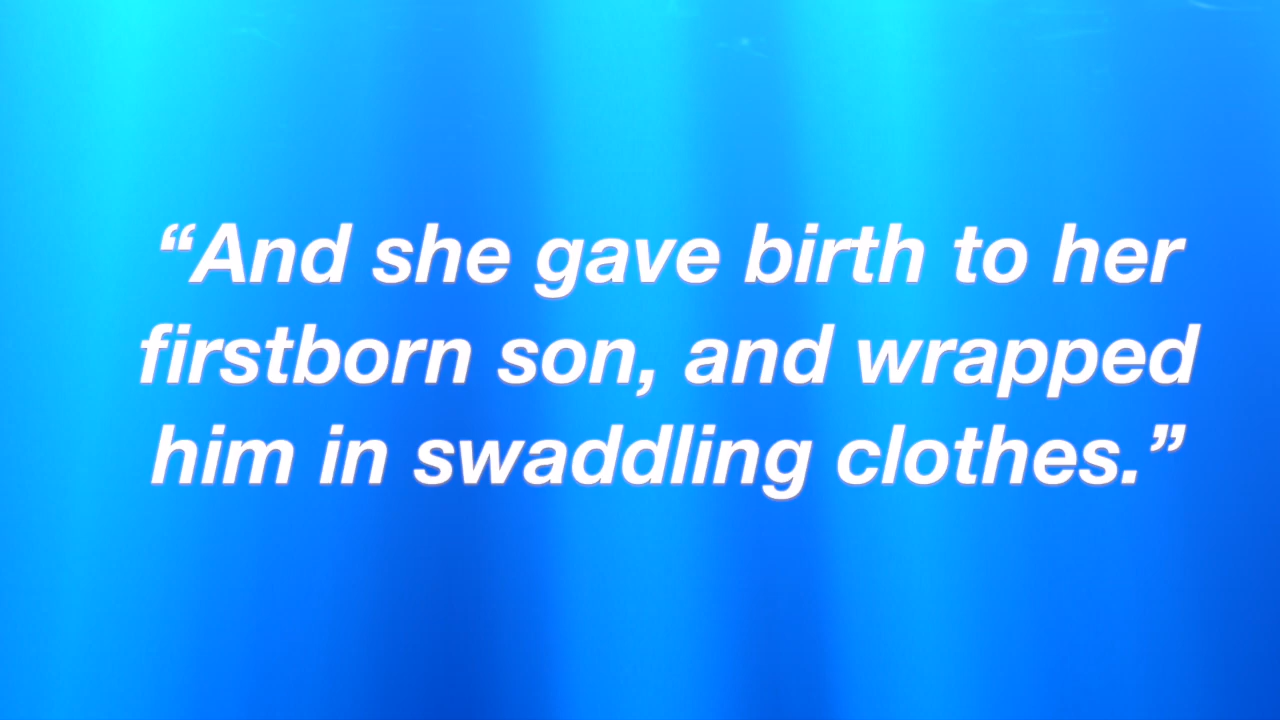 “And she gave birth to her
firstborn son, and wrapped
him in swaddling clothes.”